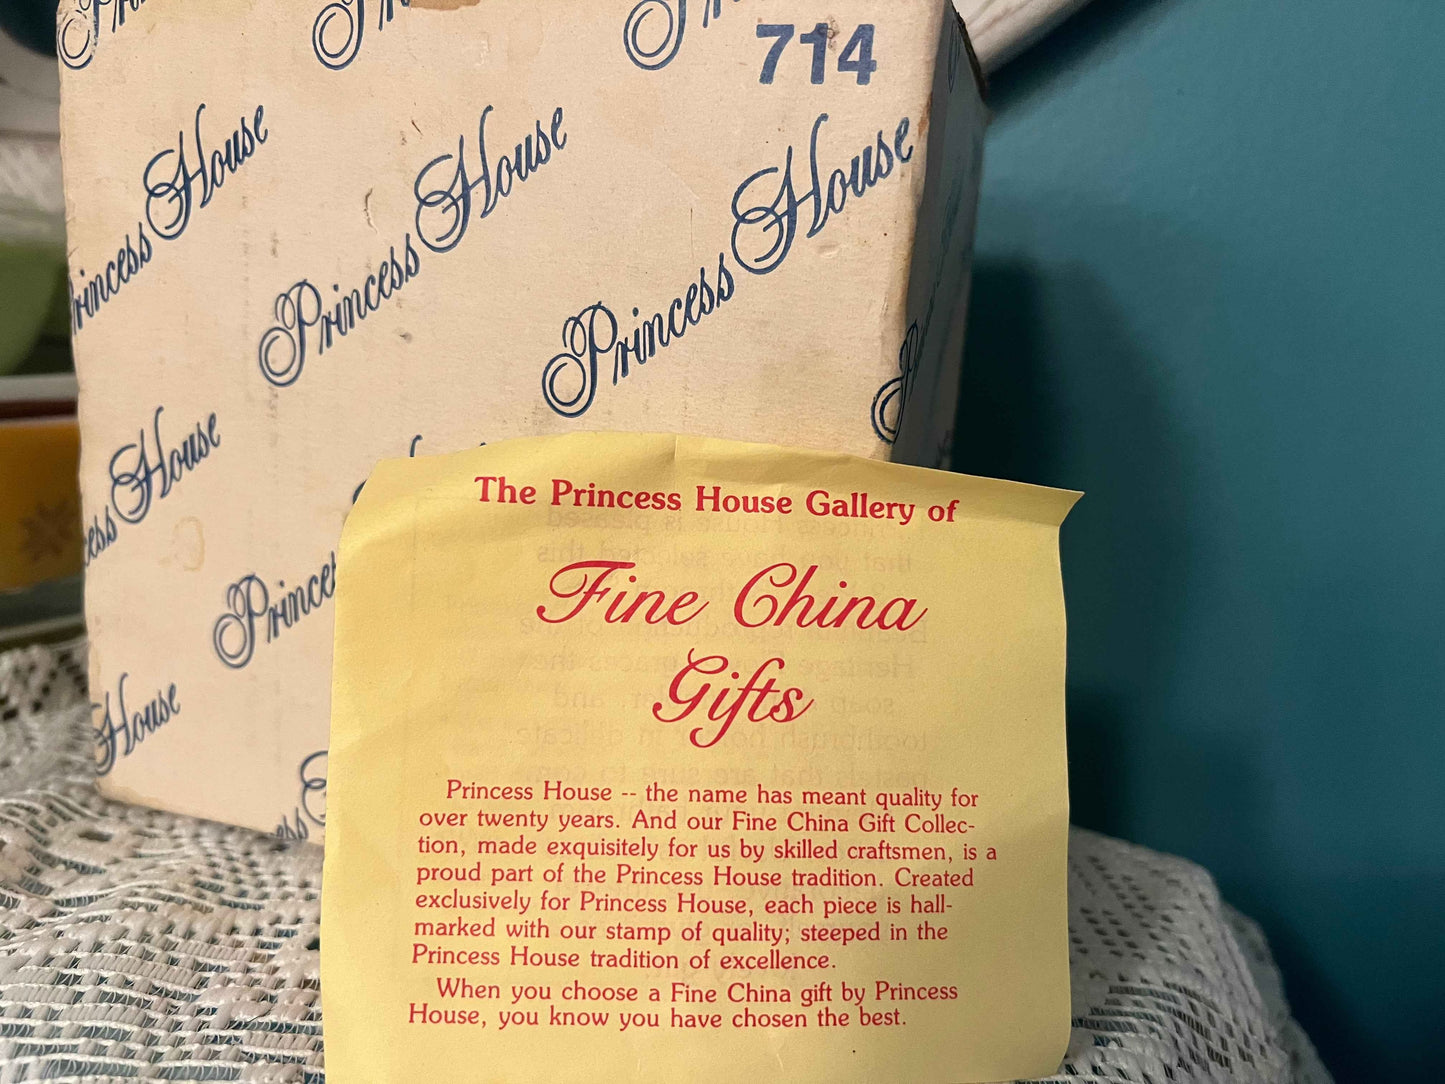 714
Princess House
Princess House
Princess House
Princess House
Princess
House
The Princess House Gallery of
Fine China
Gifts
Princess House -- the name has meant quality for
over twenty years. And our Fine China Gift Collec-
tion, made exquisitely for us by skilled craftsmen, is a
proud part of the Princess House tradition. Created
exclusively for Princess House, each piece is hall-
marked with our stamp of quality; steeped in the
Princess House tradition of excellence.
When you choose a Fine China gift by Princess
House, you know you have chosen the best.